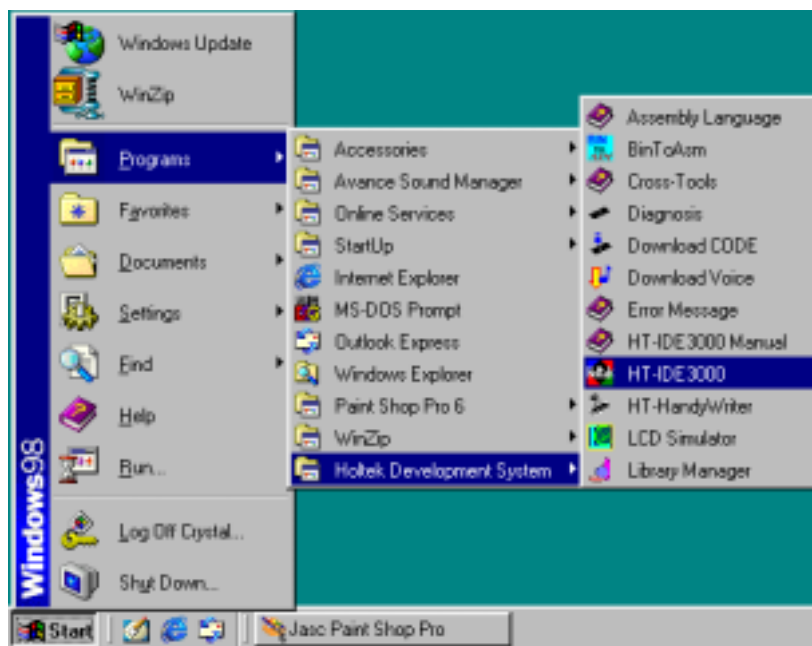 Windows Update
WinZip
Programs
Favorites
Documents
Settings
Find
Help
Run...
Log Off Crystal...
Shut Down...
Windows98
Accessories
Avance Sound Manager
Online Services
StartUp
Internet Explorer
MS-DOS Prompt
Outlook Express
Windows Explorer
Paint Shop Pro 6
WinZip
Holtek Development System
Assembly Language
BinToAsm
Cross-Tools
Diagnosis
Download CODE
Download Voice
Error Message
HT-IDE3000 Manual
HT-IDE3000
HT-HandyWriter
LCD Simulator
Library Manager
Start
Jasc Paint Shop Pro